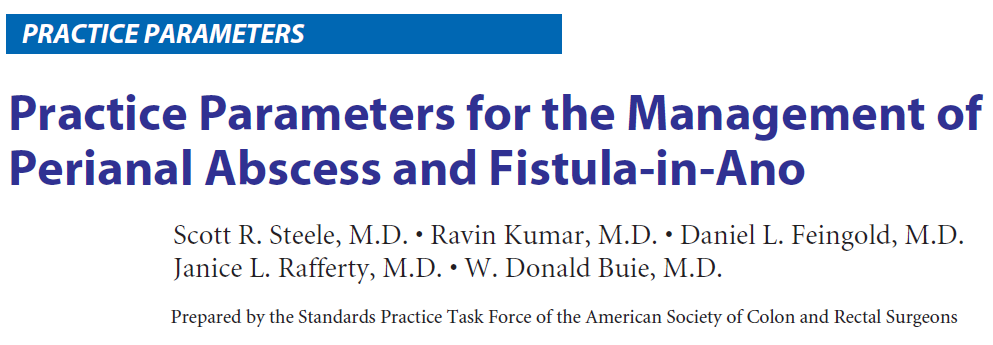 PRACTICE PARAMETERS
Practice Parameters for the Management of
Perianal Abscess and Fistula-in-Ano
Scott R. Steele, M.D. • Ravin Kumar, M.D. • Daniel L. Feingold, M.D.
Janice L. Rafferty, M.D. • W. Donald Buie, M.D.
Prepared by the Standards Practice Task Force of the American Society of Colon and Rectal Surgeons